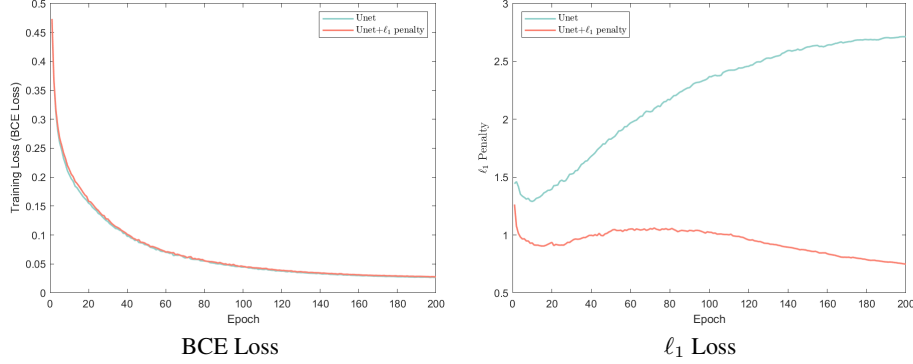 0.5
0.45
0.4
0.35
0.3
0.25
0.2
0.15
0.1
0.05
0
Training Loss (BCE Loss)
Unet
Unet+ℓ₁ penalty
0 20 40 60 80 100 120 140 160 180 200
Epoch
BCE Loss
3
2.5
2
1.5
1
0.5
ℓ₁ Penalty
Unet
Unet+ℓ₁ penalty
0 20 40 60 80 100 120 140 160 180 200
Epoch
ℓ₁ Loss